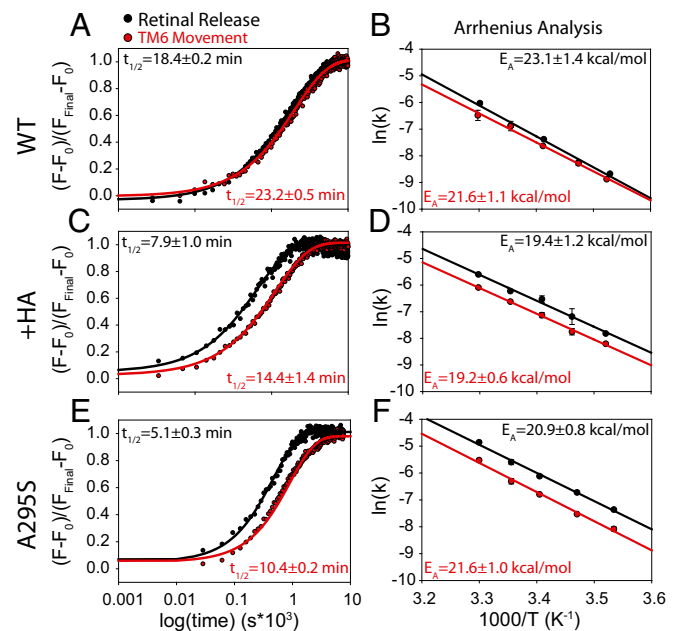 Retinal Release
TM6 Movement
Arrhenius Analysis
A
t1/2=18.4±0.2 min
t1/2=23.2±0.5 min
WT
(F-F0)/(FFinal-F0)
1.0
0.8
0.6
0.4
0.2
0.0
B
EA=23.1±1.4 kcal/mol
EA=21.6±1.1 kcal/mol
ln(k)
-4
-5
-6
-7
-8
-9
-10
C
t1/2=7.9±1.0 min
t1/2=14.4±1.4 min
+HA
(F-F0)/(FFinal-F0)
1.0
0.8
0.6
0.4
0.2
0.0
D
EA=19.4±1.2 kcal/mol
EA=19.2±0.6 kcal/mol
ln(k)
-4
-5
-6
-7
-8
-9
-10
E
t1/2=5.1±0.3 min
t1/2=10.4±0.2 min
A295S
(F-F0)/(FFinal-F0)
1.0
0.8
0.6
0.4
0.2
0.0
0.001 0.01 0.1 1 10
log(time) (s*10³)
F
EA=20.9±0.8 kcal/mol
EA=21.6±1.0 kcal/mol
ln(k)
-4
-5
-6
-7
-8
-9
-10
3.2 3.3 3.4 3.5 3.6
1000/T (K⁻¹)